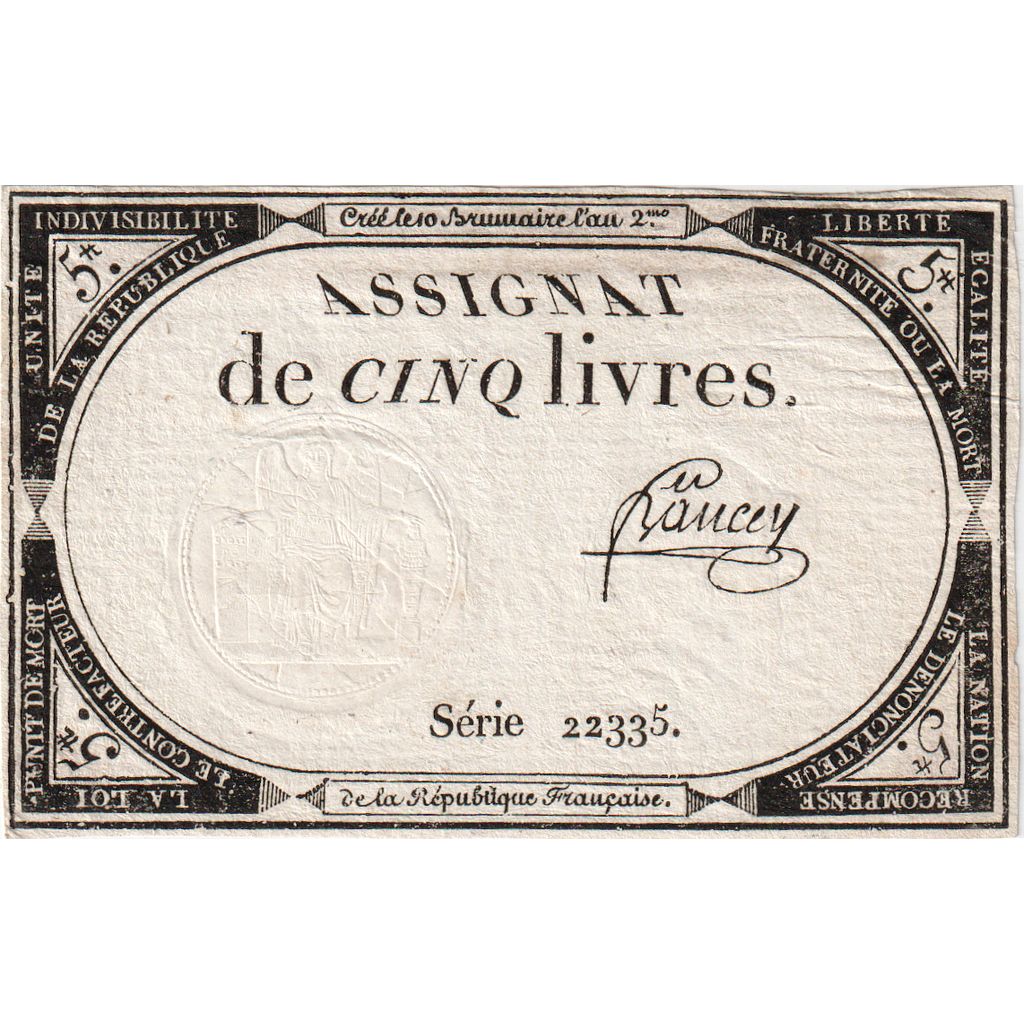 UNITE INDIVISIBILITE
DE LA REPUBLIQUE
5#.
Créé le 10 Brumaire l'an 2.me
LIBERTE EGALITE
FRATERNITE OU LA MORT
5#.
ASSIGNAT
de CINQ livres.
Série 22335.
LA LOI PUNIT DE MORT
LE CONTREFACTEUR
5#.
de la République Française.
LA NATION RECOMPENSE
LE DENONCIATEUR
5#.